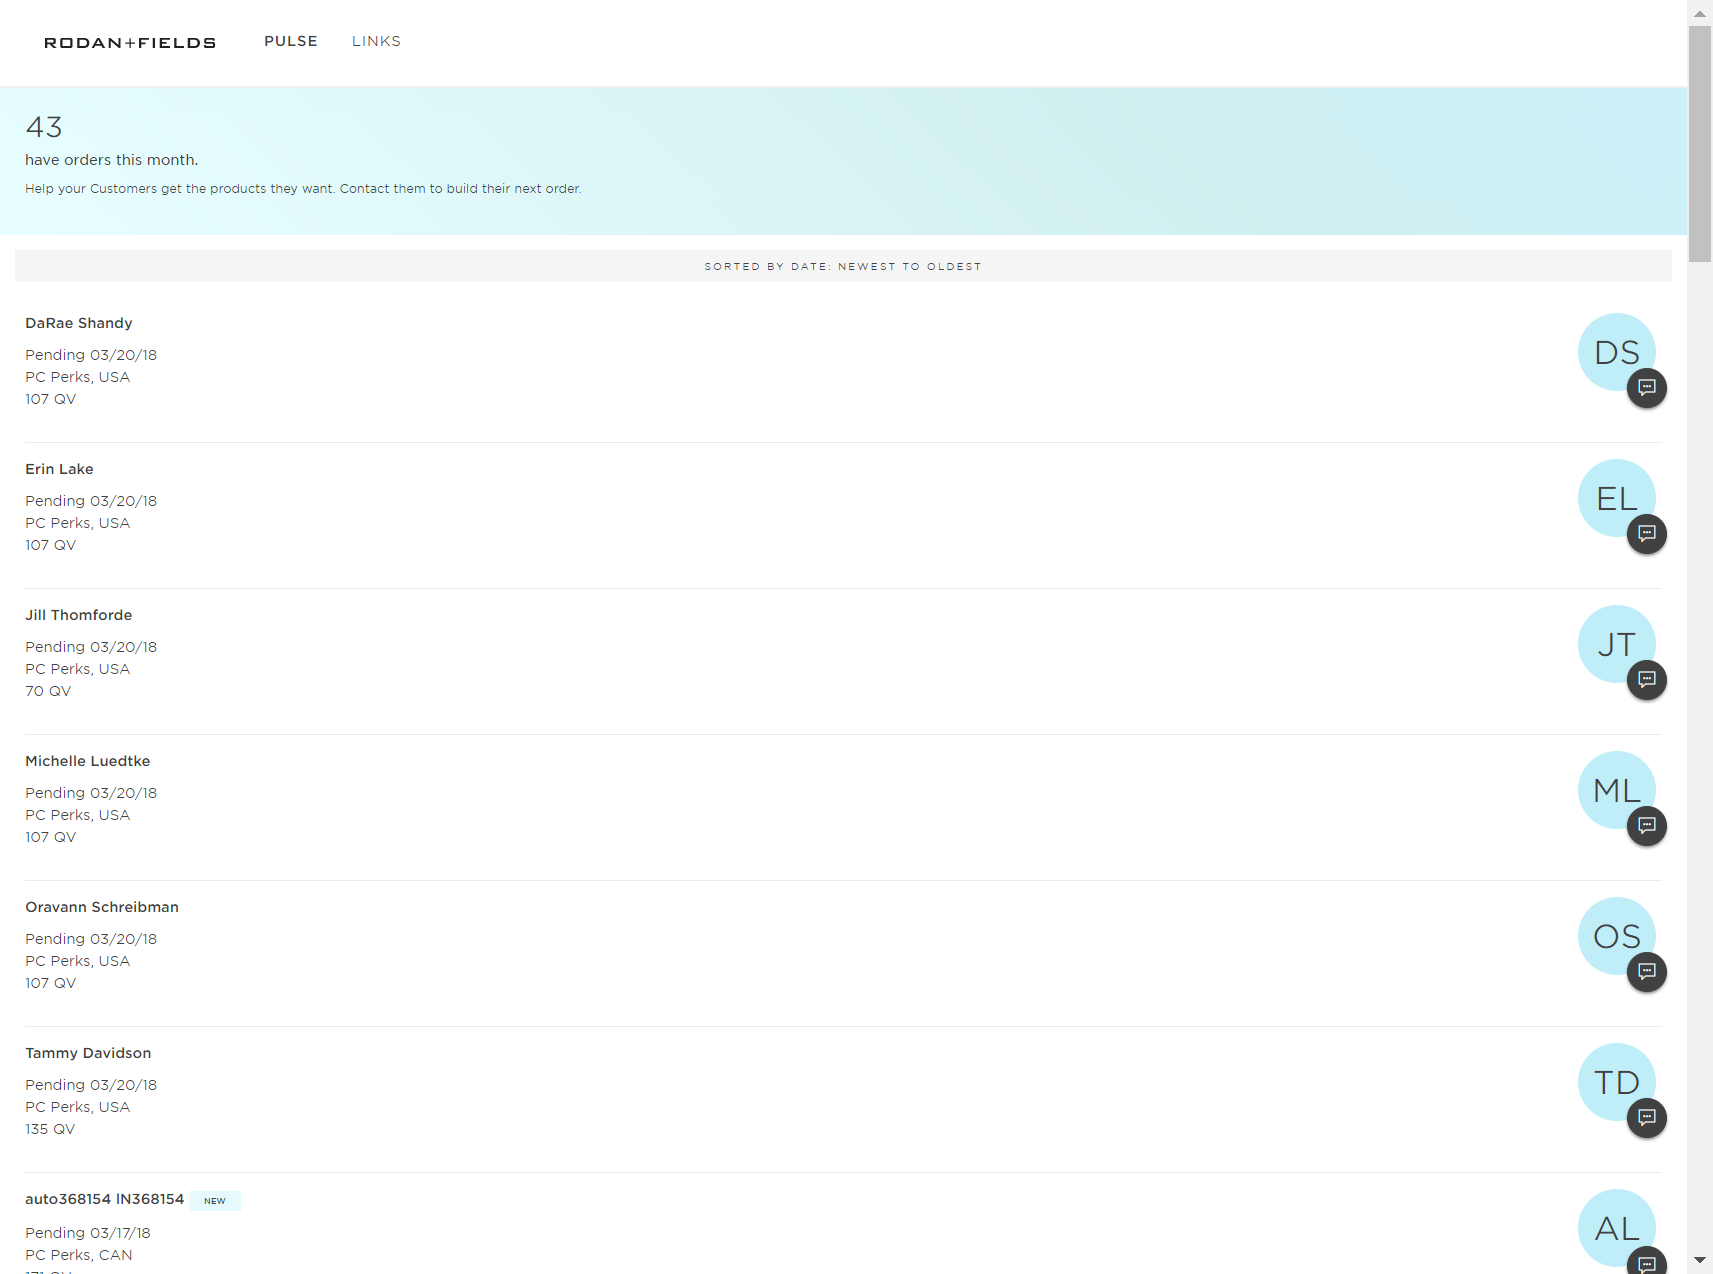 RODAN+FIELDS PULSE LINKS
43
have orders this month.
Help your Customers get the products they want. Contact them to build their next order.
SORTED BY DATE: NEWEST TO OLDEST
DaRae Shandy
Pending 03/20/18
PC Perks, USA
107 QV
DS
Erin Lake
Pending 03/20/18
PC Perks, USA
107 QV
EL
Jill Thomforde
Pending 03/20/18
PC Perks, USA
70 QV
JT
Michelle Luedtke
Pending 03/20/18
PC Perks, USA
107 QV
ML
Oravann Schreibman
Pending 03/20/18
PC Perks, USA
107 QV
OS
Tammy Davidson
Pending 03/20/18
PC Perks, USA
135 QV
TD
auto368154 IN368154 NEW
Pending 03/17/18
PC Perks, CAN
AL